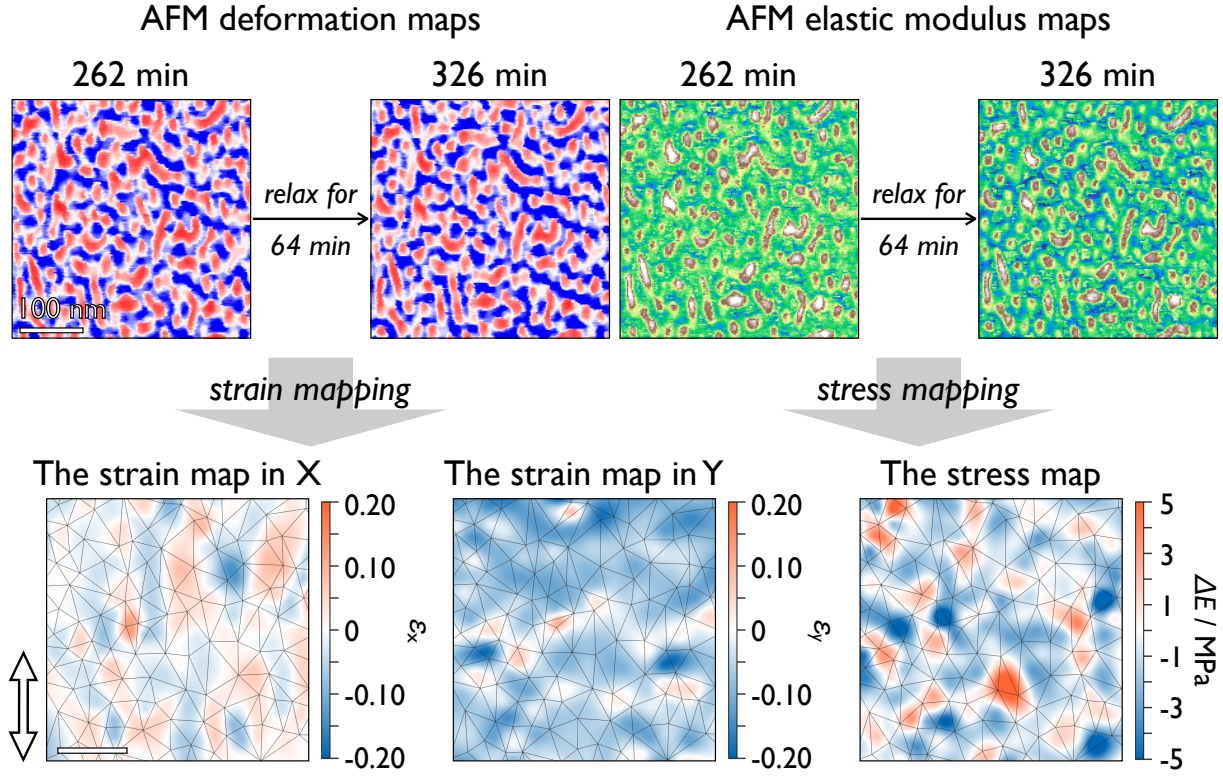 AFM deformation maps
AFM elastic modulus maps
262 min
326 min
262 min
326 min
relax for
64 min
relax for
64 min
100 nm
strain mapping
stress mapping
The strain map in X
The strain map in Y
The stress map
0.20
0.10
0
-0.10
-0.20
εx
0.20
0.10
0
-0.10
-0.20
εy
5
3
1
-1
-3
-5
ΔE / MPa